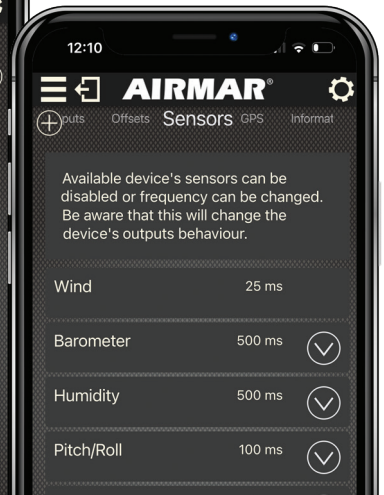 12:10
AIRMAR®
puts Offsets Sensors GPS Informat
Available device's sensors can be
disabled or frequency can be changed.
Be aware that this will change the
device's outputs behaviour.
Wind 25 ms
Barometer 500 ms
Humidity 500 ms
Pitch/Roll 100 ms